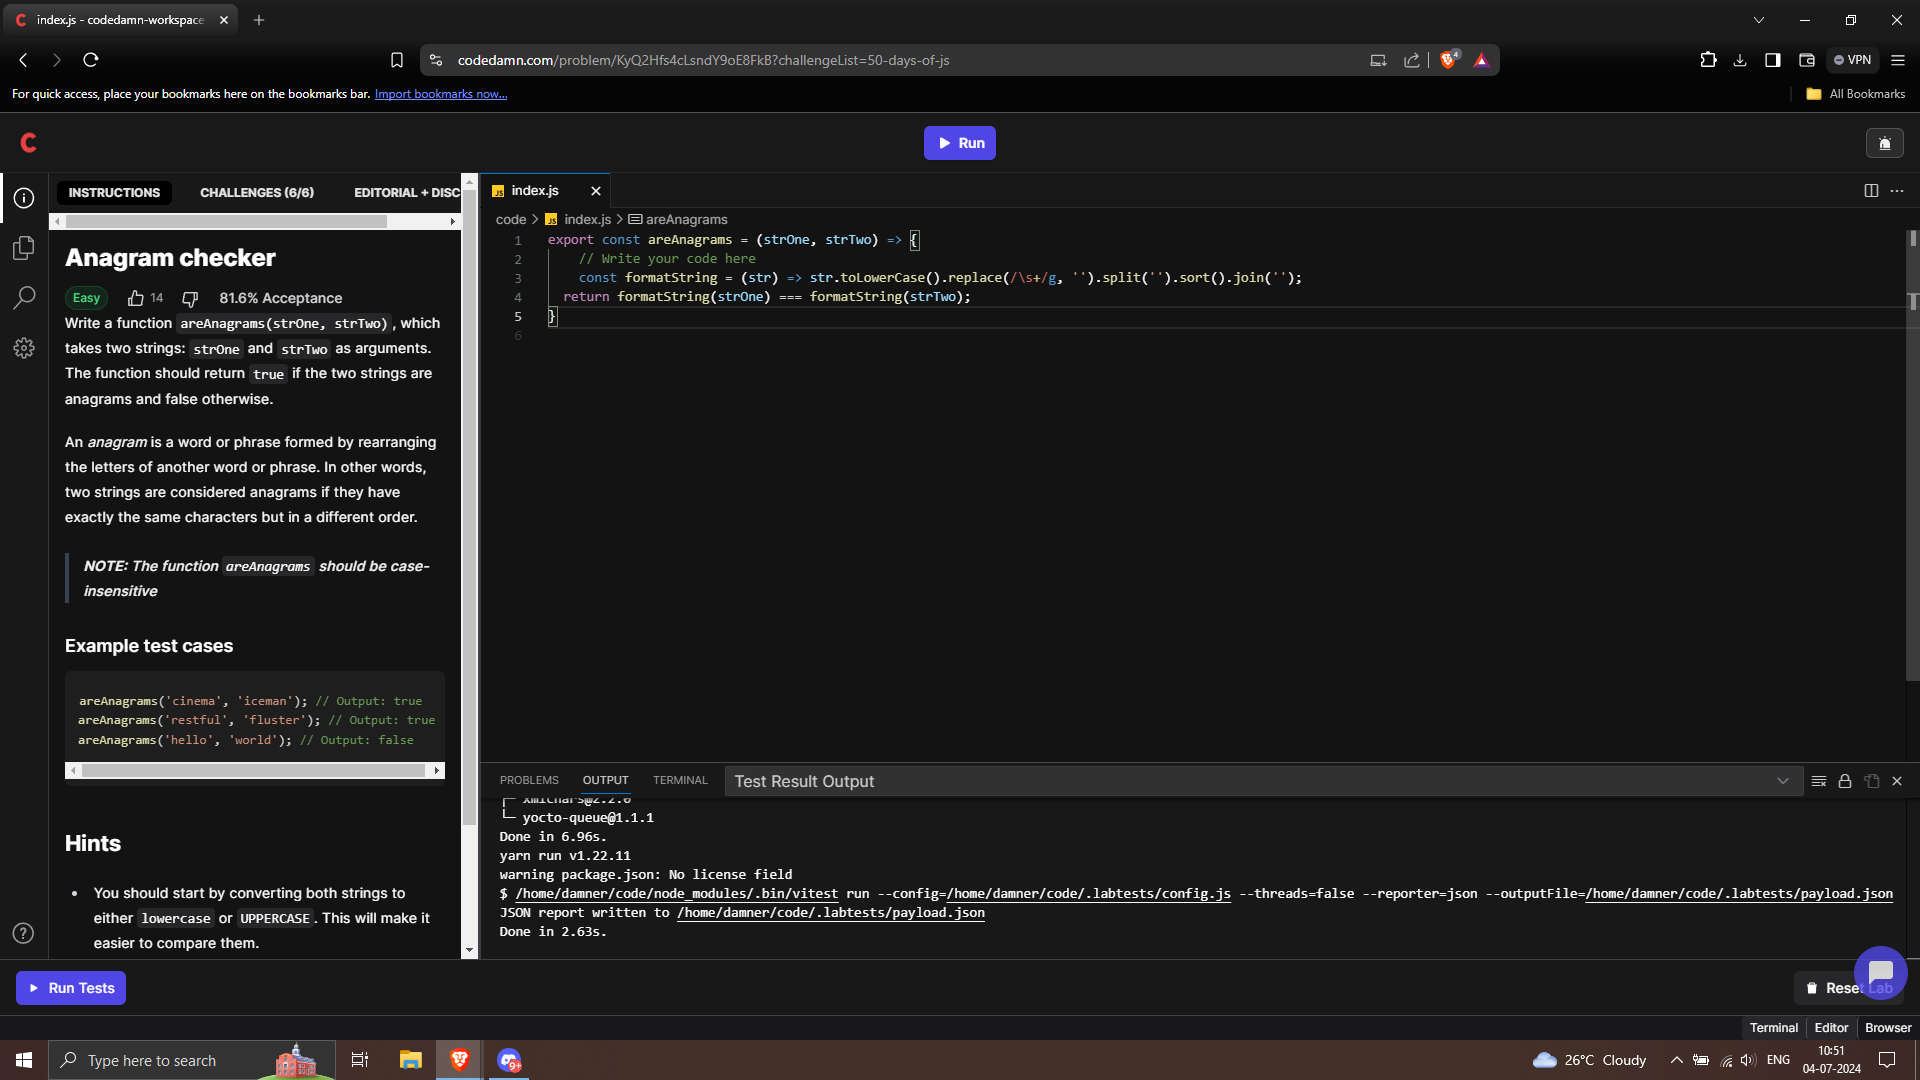 index.js - codedamn-workspace
codedamn.com/problem/KyQ2Hfs4cLsndY9oE8FkB?challengeList=50-days-of-js
4
VPN
For quick access, place your bookmarks here on the bookmarks bar. Import bookmarks now...
All Bookmarks
Run
INSTRUCTIONS
CHALLENGES (6/6)
EDITORIAL + DISC
Anagram checker
Easy
14
81.6% Acceptance
Write a function areAnagrams(strOne, strTwo), which
takes two strings: strOne and strTwo as arguments.
The function should return true if the two strings are
anagrams and false otherwise.
An anagram is a word or phrase formed by rearranging
the letters of another word or phrase. In other words,
two strings are considered anagrams if they have
exactly the same characters but in a different order.
NOTE: The function areAnagrams should be case-
insensitive
Example test cases
areAnagrams('cinema', 'iceman'); // Output: true
areAnagrams('restful', 'fluster'); // Output: true
areAnagrams('hello', 'world'); // Output: false
Hints
• You should start by converting both strings to
either lowercase or UPPERCASE. This will make it
easier to compare them.
JS index.js
code > JS index.js > areAnagrams
1 export const areAnagrams = (strOne, strTwo) => {
2 // Write your code here
3 const formatString = (str) => str.toLowerCase().replace(/\s+/g, '').split('').sort().join('');
4 return formatString(strOne) === formatString(strTwo);
5 }
6
PROBLEMS
OUTPUT
TERMINAL
Test Result Output
xmlchars@2.2.0
└─ yocto-queue@1.1.1
Done in 6.96s.
yarn run v1.22.11
warning package.json: No license field
$ /home/damner/code/node_modules/.bin/vitest run --config=/home/damner/code/.labtests/config.js --threads=false --reporter=json --outputFile=/home/damner/code/.labtests/payload.json
JSON report written to /home/damner/code/.labtests/payload.json
Done in 2.63s.
Run Tests
Reset Lab
Terminal
Editor
Browser
Type here to search
9+
26°C Cloudy
ENG
10:51
04-07-2024